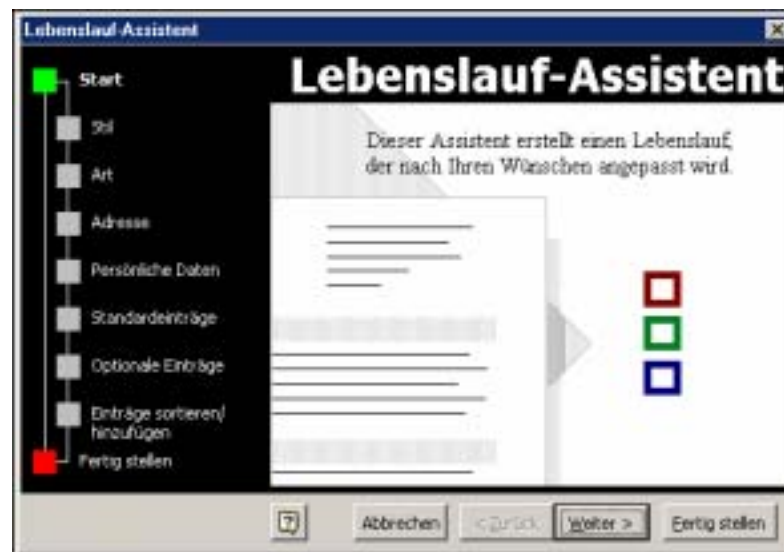 Lebenslauf-Assistent
Start
Stil
Art
Adresse
Persönliche Daten
Standardeinträge
Optionale Einträge
Einträge sortieren/
hinzufügen
Fertig stellen
Lebenslauf-Assistent
Dieser Assistent erstellt einen Lebenslauf,
der nach Ihren Wünschen angepasst wird.
?
Abbrechen
< Zurück
Weiter >
Fertig stellen